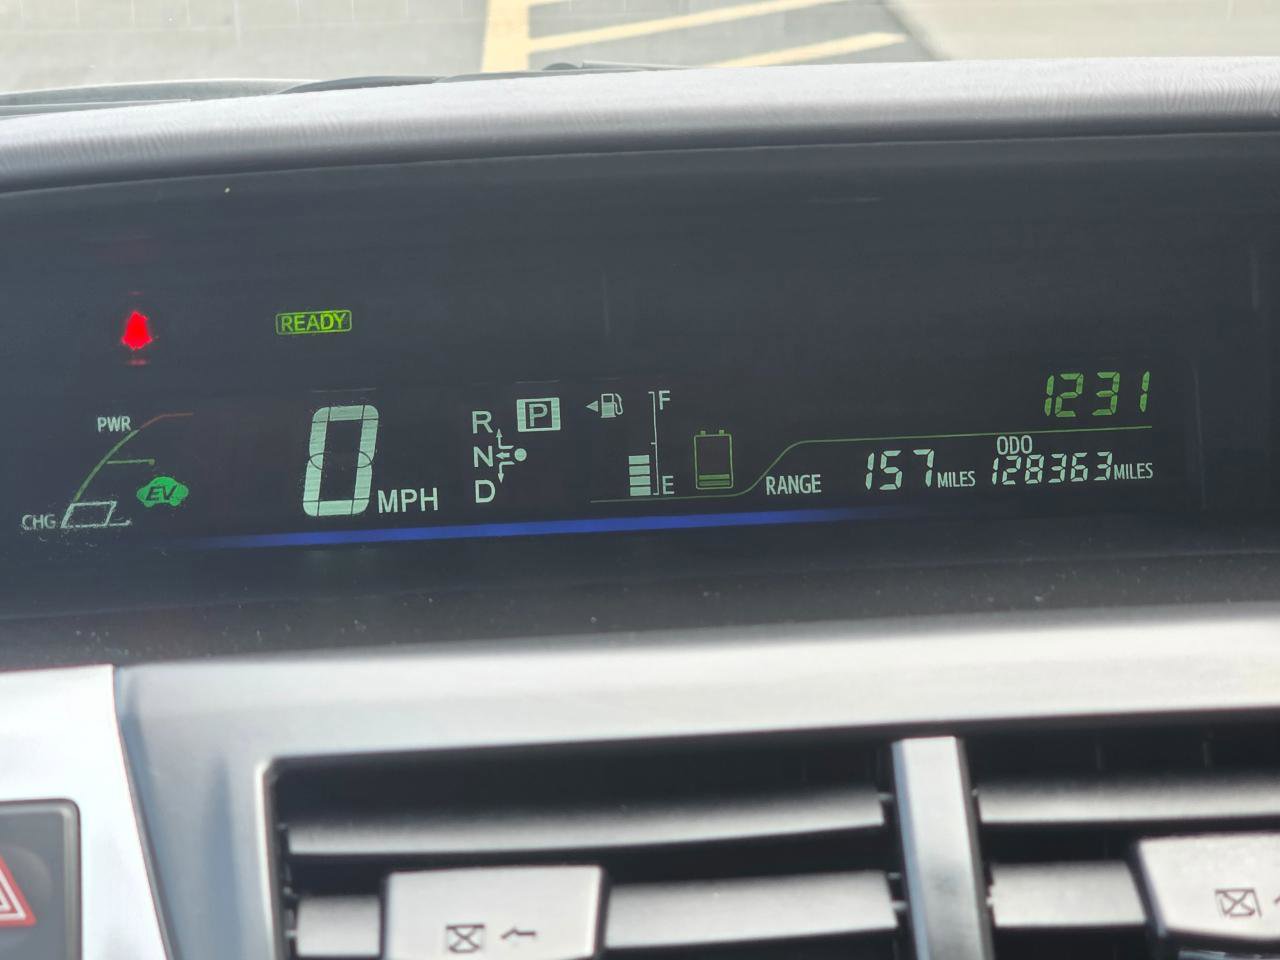 READY
1231
PWR
R P F
ODO
N
EV
0 MPH
D
E
RANGE 157 MILES 128363 MILES
CHG